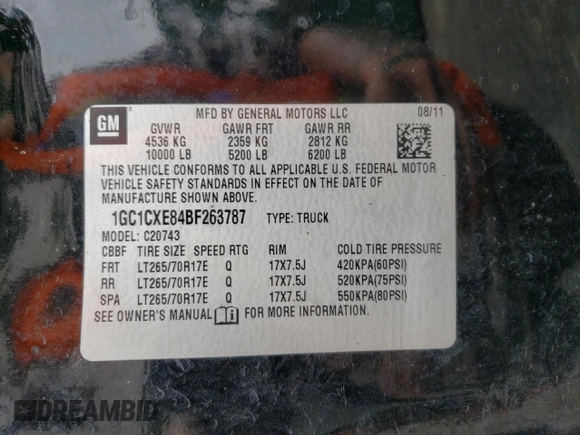 GM
MFD BY GENERAL MOTORS LLC 08/11
GVWR GAWR FRT GAWR RR
4536 KG 2359 KG 2812 KG
10000 LB 5200 LB 6200 LB
THIS VEHICLE CONFORMS TO ALL APPLICABLE U.S. FEDERAL MOTOR
VEHICLE SAFETY STANDARDS IN EFFECT ON THE DATE OF
MANUFACTURE SHOWN ABOVE.
1GC1CXE84BF263787 TYPE: TRUCK
MODEL: C20743
CBBF TIRE SIZE SPEED RTG RIM COLD TIRE PRESSURE
FRT LT265/70R17E Q 17X7.5J 420KPA(60PSI)
RR LT265/70R17E Q 17X7.5J 520KPA(75PSI)
SPA LT265/70R17E Q 17X7.5J 550KPA(80PSI)
SEE OWNER'S MANUAL FOR MORE INFORMATION.
DREAMBID